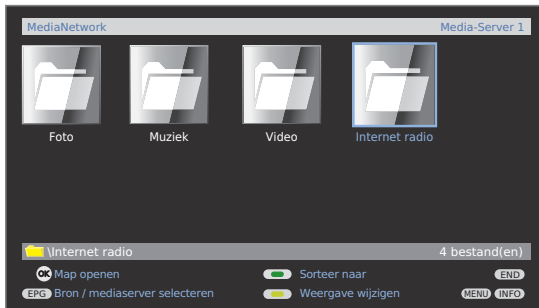 MediaNetwork Media-Server 1
Foto Muziek Video Internet radio
\Internet radio 4 bestand(en)
OK Map openen Sorteer naar END
EPG Bron / mediaserver selecteren Weergave wijzigen MENU INFO